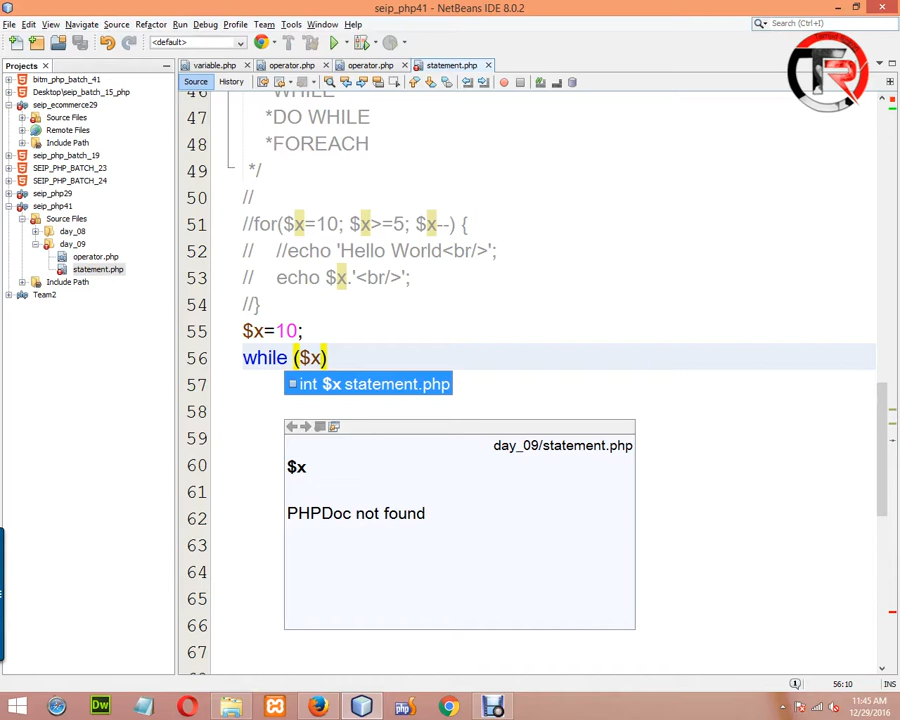 seip_php41 - NetBeans IDE 8.0.2
File Edit View Navigate Source Refactor Run Debug Profile Team Tools Window Help
Search (Ctrl+I)
<default>
Projects
variable.php operator.php operator.php statement.php
Source History
bitm_php_batch_41
Desktop\seip_batch_15_php
seip_ecommerce29
Source Files
Remote Files
Include Path
seip_php_batch_19
SEIP_PHP_BATCH_23
SEIP_PHP_BATCH_24
seip_php29
seip_php41
Source Files
day_08
day_09
operator.php
statement.php
Include Path
Team2
46 *WHILE
47 *DO WHILE
48 *FOREACH
49 */
50 //
51 //for($x=10; $x>=5; $x--) {
52 // //echo 'Hello World<br/>';
53 // echo $x.'<br/>';
54 //}
55 $x=10;
56 while ($x)
57
58
59
60
61
62
63
64
65
66
int $x statement.php
day_09/statement.php
$x
PHPDoc not found
56:10 INS
TR
Dw
php
11:45 AM
12/29/2016